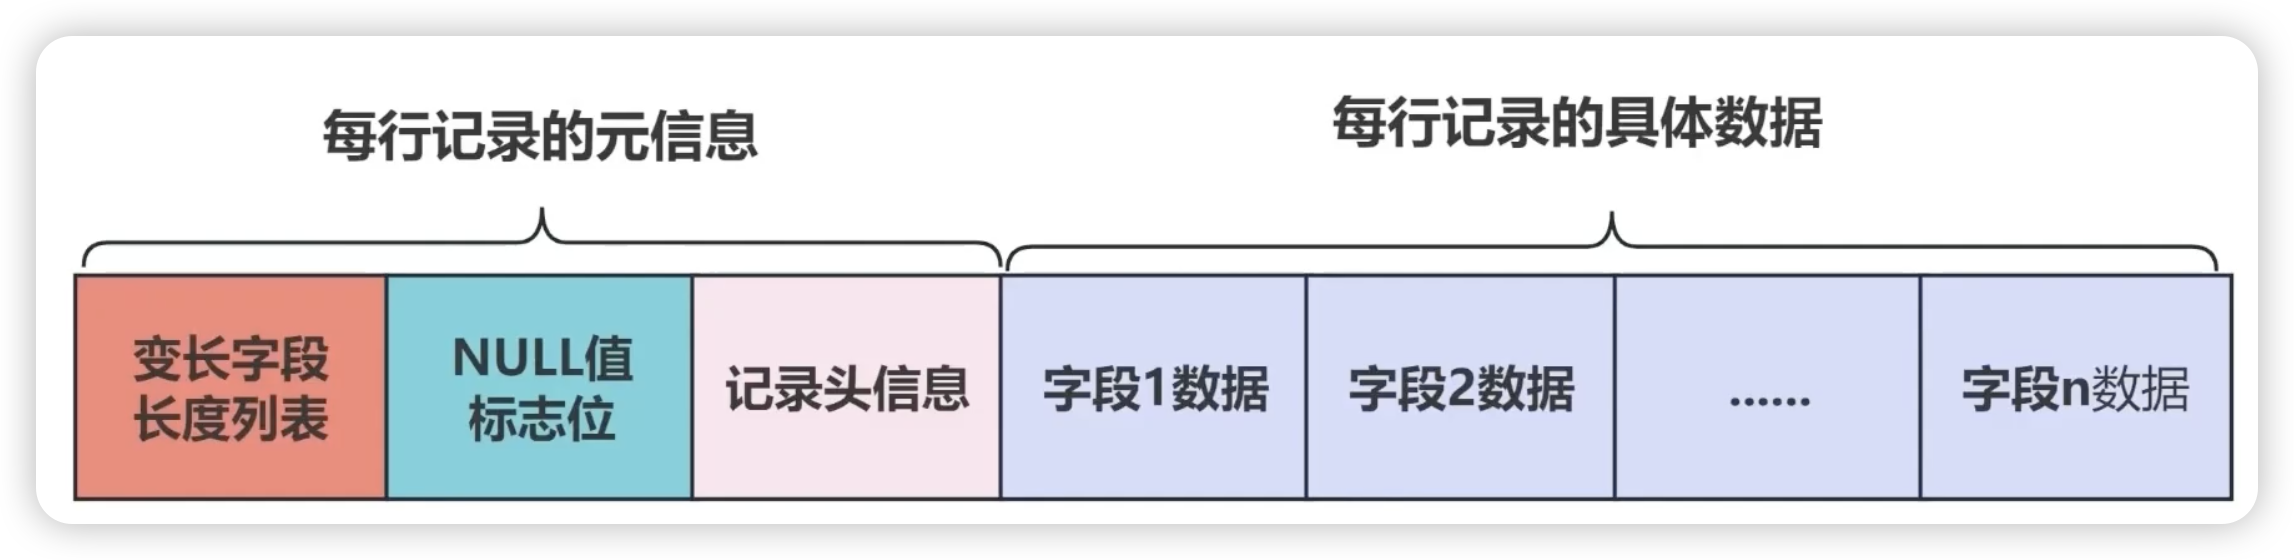 每行记录的元信息
每行记录的具体数据
变长字段
长度列表
NULL值
标志位
记录头信息
字段1数据
字段2数据
......
字段n数据